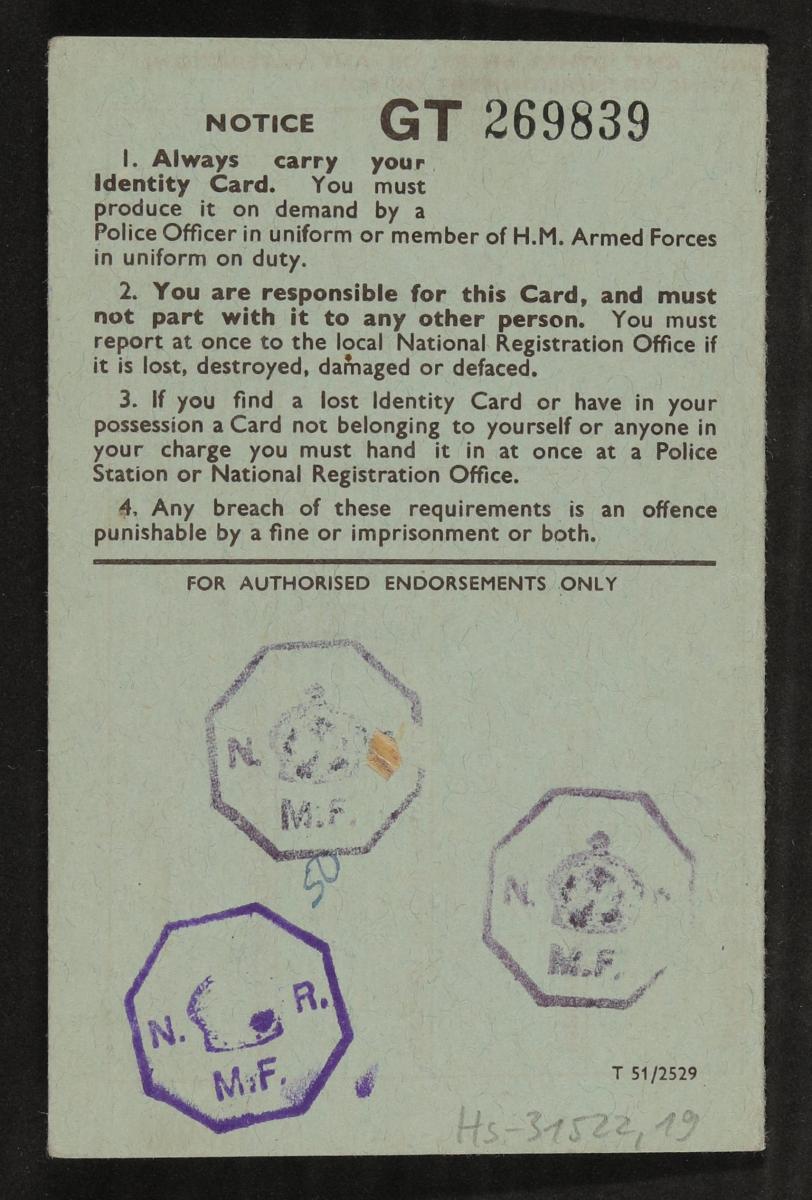 NOTICE GT 269839
1. Always carry your
Identity Card. You must
produce it on demand by a
Police Officer in uniform or member of H.M. Armed Forces
in uniform on duty.
2. You are responsible for this Card, and must
not part with it to any other person. You must
report at once to the local National Registration Office if
it is lost, destroyed, damaged or defaced.
3. If you find a lost Identity Card or have in your
possession a Card not belonging to yourself or anyone in
your charge you must hand it in at once at a Police
Station or National Registration Office.
4. Any breach of these requirements is an offence
punishable by a fine or imprisonment or both.
FOR AUTHORISED ENDORSEMENTS ONLY
N.
M.F.
50
N.
M.F.
N. R.
M.F.
T 51/2529
Hs-31522,19